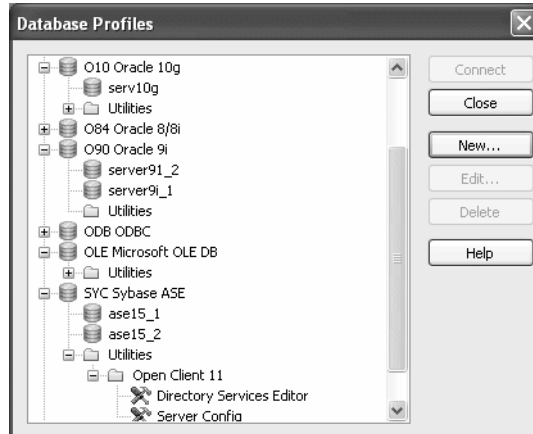 Database Profiles
O10 Oracle 10g
serv10g
Utilities
O84 Oracle 8/8i
O90 Oracle 9i
server91_2
server9i_1
Utilities
ODB ODBC
OLE Microsoft OLE DB
Utilities
SYC Sybase ASE
ase15_1
ase15_2
Utilities
Open Client 11
Directory Services Editor
Server Config
Connect
Close
New...
Edit...
Delete
Help